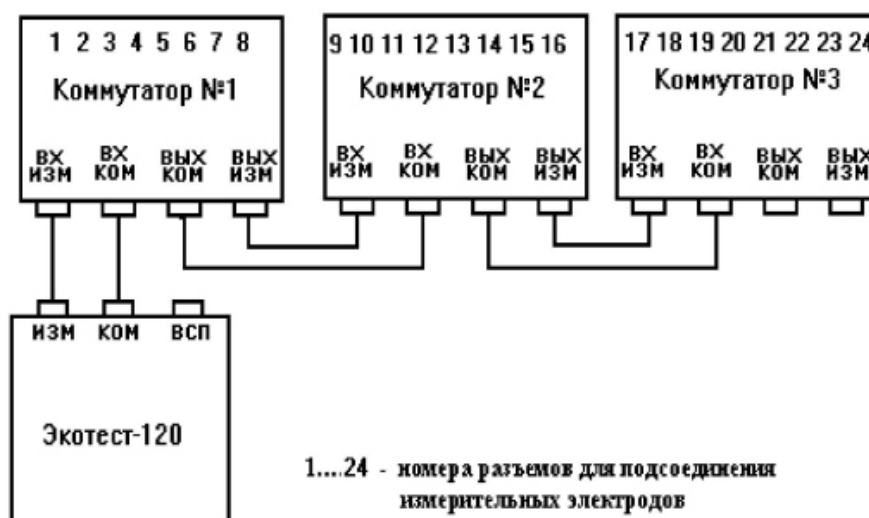 1 2 3 4 5 6 7 8
Коммутатор №1
ВХ ИЗМ
ВХ КОМ
ВЫХ КОМ
ВЫХ ИЗМ
9 10 11 12 13 14 15 16
Коммутатор №2
ВХ ИЗМ
ВХ КОМ
ВЫХ КОМ
ВЫХ ИЗМ
17 18 19 20 21 22 23 24
Коммутатор №3
ВХ ИЗМ
ВХ КОМ
ВЫХ КОМ
ВЫХ ИЗМ
ИЗМ КОМ ВСП
Экотест-120
1....24 - номера разъемов для подсоединения
измерительных электродов